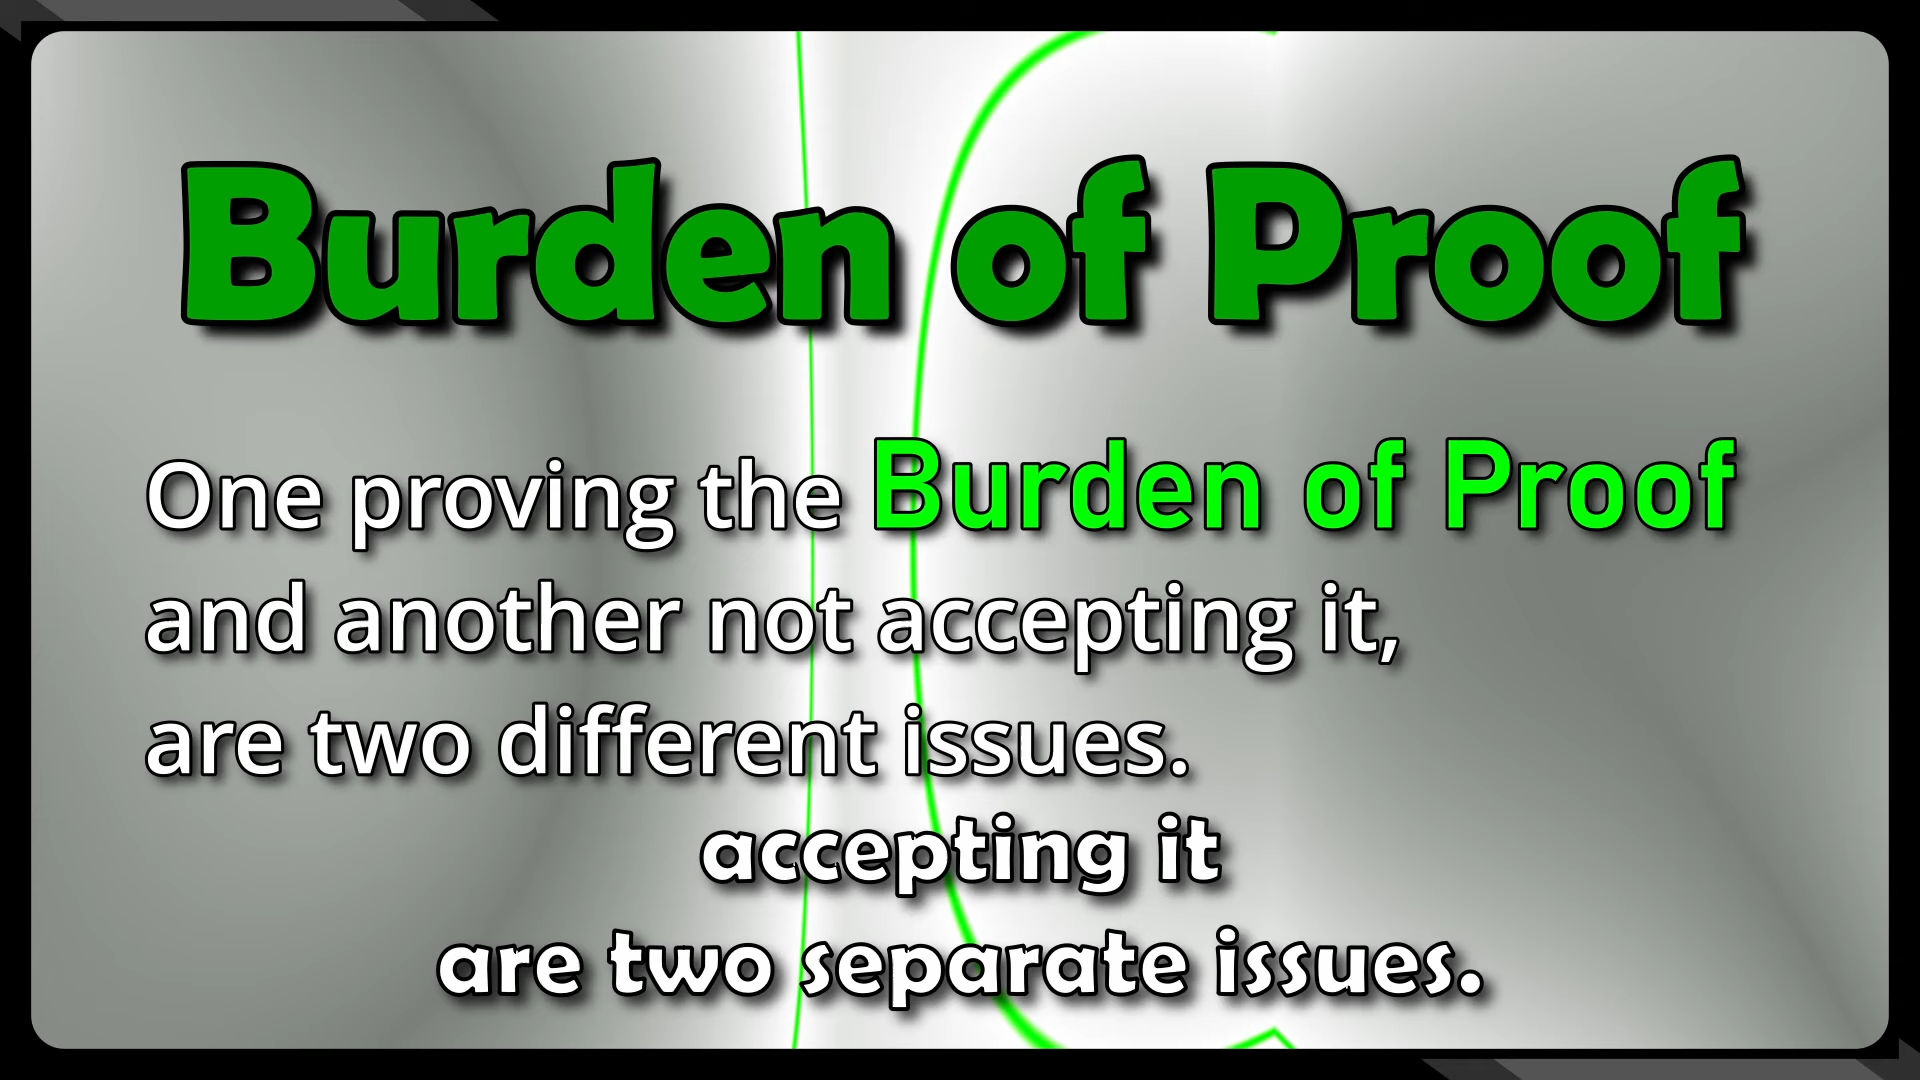 Burden of Proof
One proving the Burden of Proof
and another not accepting it,
are two different issues.
accepting it
are two separate issues.